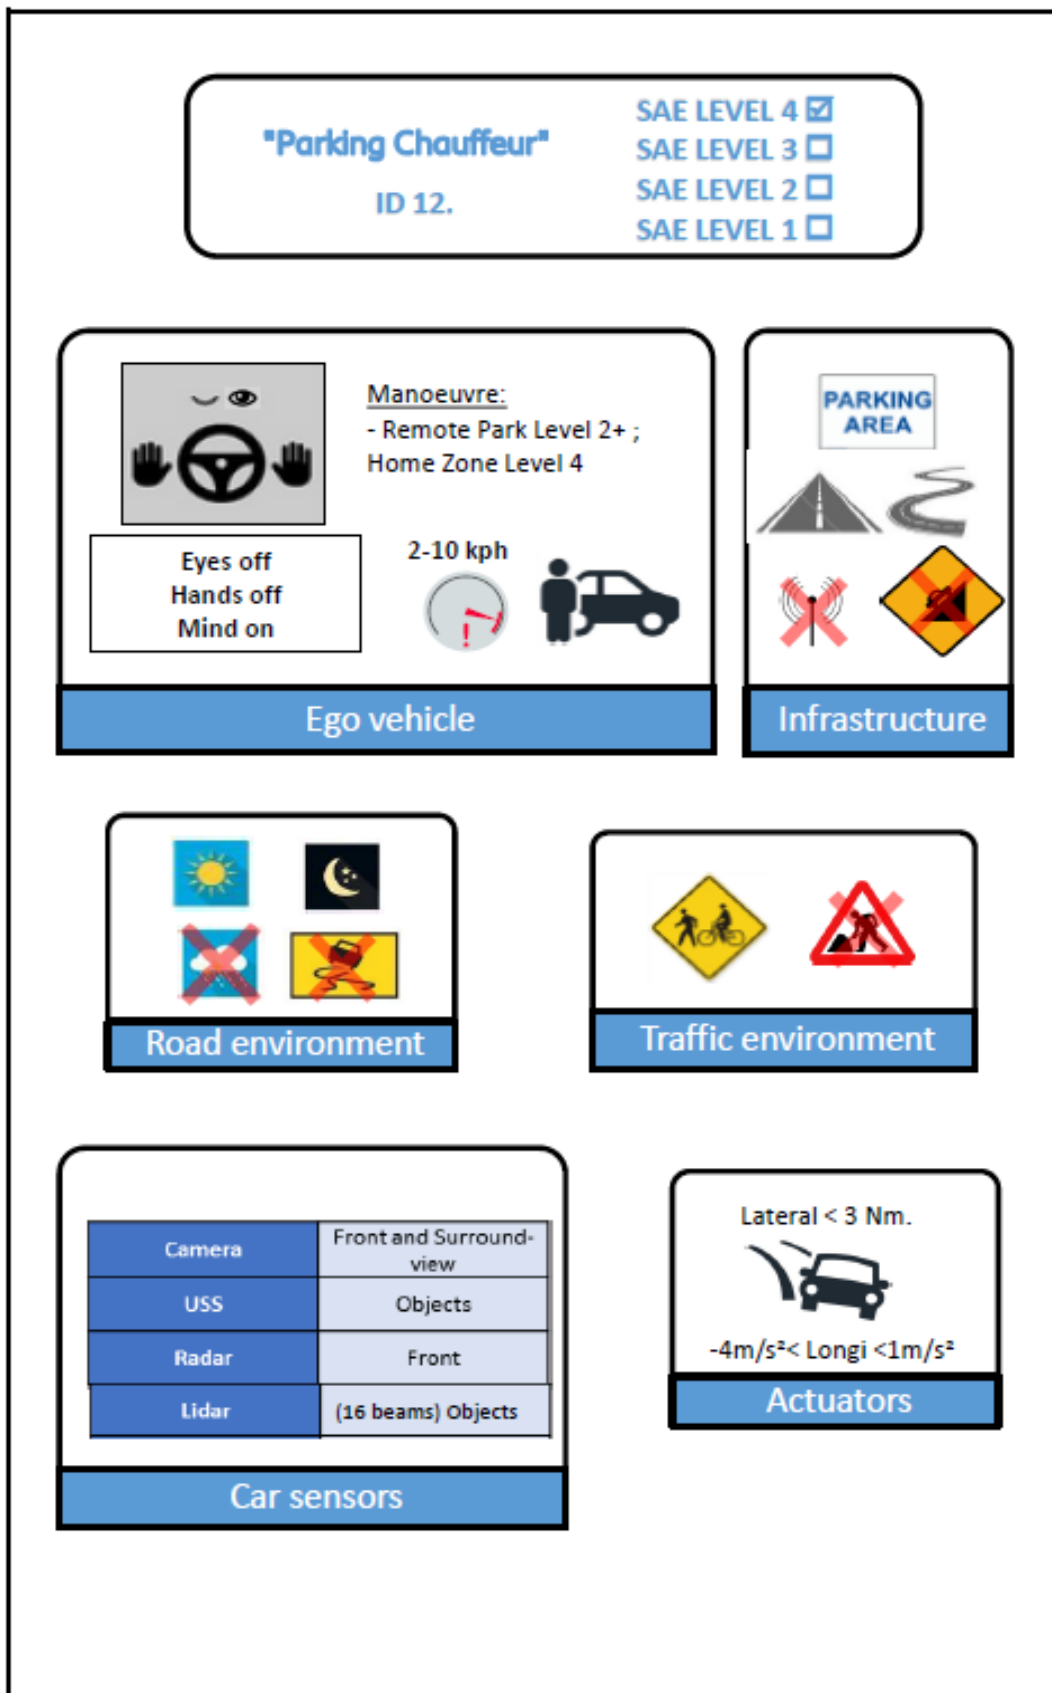 "Parking Chauffeur"
ID 12.
SAE LEVEL 4 ☑
SAE LEVEL 3 ☐
SAE LEVEL 2 ☐
SAE LEVEL 1 ☐
Manoeuvre:
- Remote Park Level 2+ ;
Home Zone Level 4
Eyes off
Hands off
Mind on
2-10 kph
!
Ego vehicle
PARKING
AREA
Infrastructure
Road environment
Traffic environment
Camera
Front and Surround-
view
USS
Objects
Radar
Front
Lidar
(16 beams) Objects
Car sensors
Lateral < 3 Nm.
-4m/s²< Longi <1m/s²
Actuators